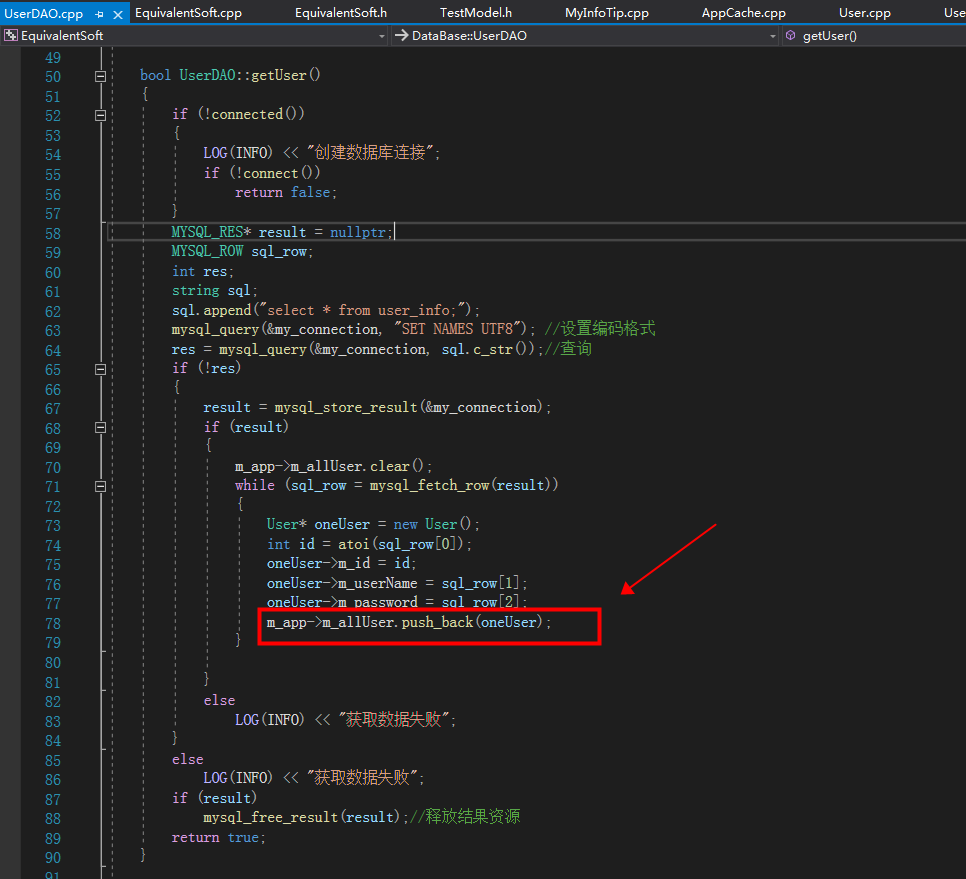 UserDAO.cpp EquivalentSoft.cpp EquivalentSoft.h TestModel.h MyInfoTip.cpp AppCache.cpp User.cpp Use
EquivalentSoft DataBase::UserDAO getUser()
49
50 bool UserDAO::getUser()
51 {
52 if (!connected())
53 {
54 LOG(INFO) << "创建数据库连接";
55 if (!connect())
56 return false;
57 }
58 MYSQL_RES* result = nullptr;
59 MYSQL_ROW sql_row;
60 int res;
61 string sql;
62 sql.append("select * from user_info;");
63 mysql_query(&my_connection, "SET NAMES UTF8"); //设置编码格式
64 res = mysql_query(&my_connection, sql.c_str());//查询
65 if (!res)
66 {
67 result = mysql_store_result(&my_connection);
68 if (result)
69 {
70 m_app->m_allUser.clear();
71 while (sql_row = mysql_fetch_row(result))
72 {
73 User* oneUser = new User();
74 int id = atoi(sql_row[0]);
75 oneUser->m_id = id;
76 oneUser->m_userName = sql_row[1];
77 oneUser->m_password = sql_row[2];
78 m_app->m_allUser.push_back(oneUser);
79 }
80
81 }
82 else
83 LOG(INFO) << "获取数据失败";
84 }
85 else
86 LOG(INFO) << "获取数据失败";
87 if (result)
88 mysql_free_result(result);//释放结果资源
89 return true;
90 }
91